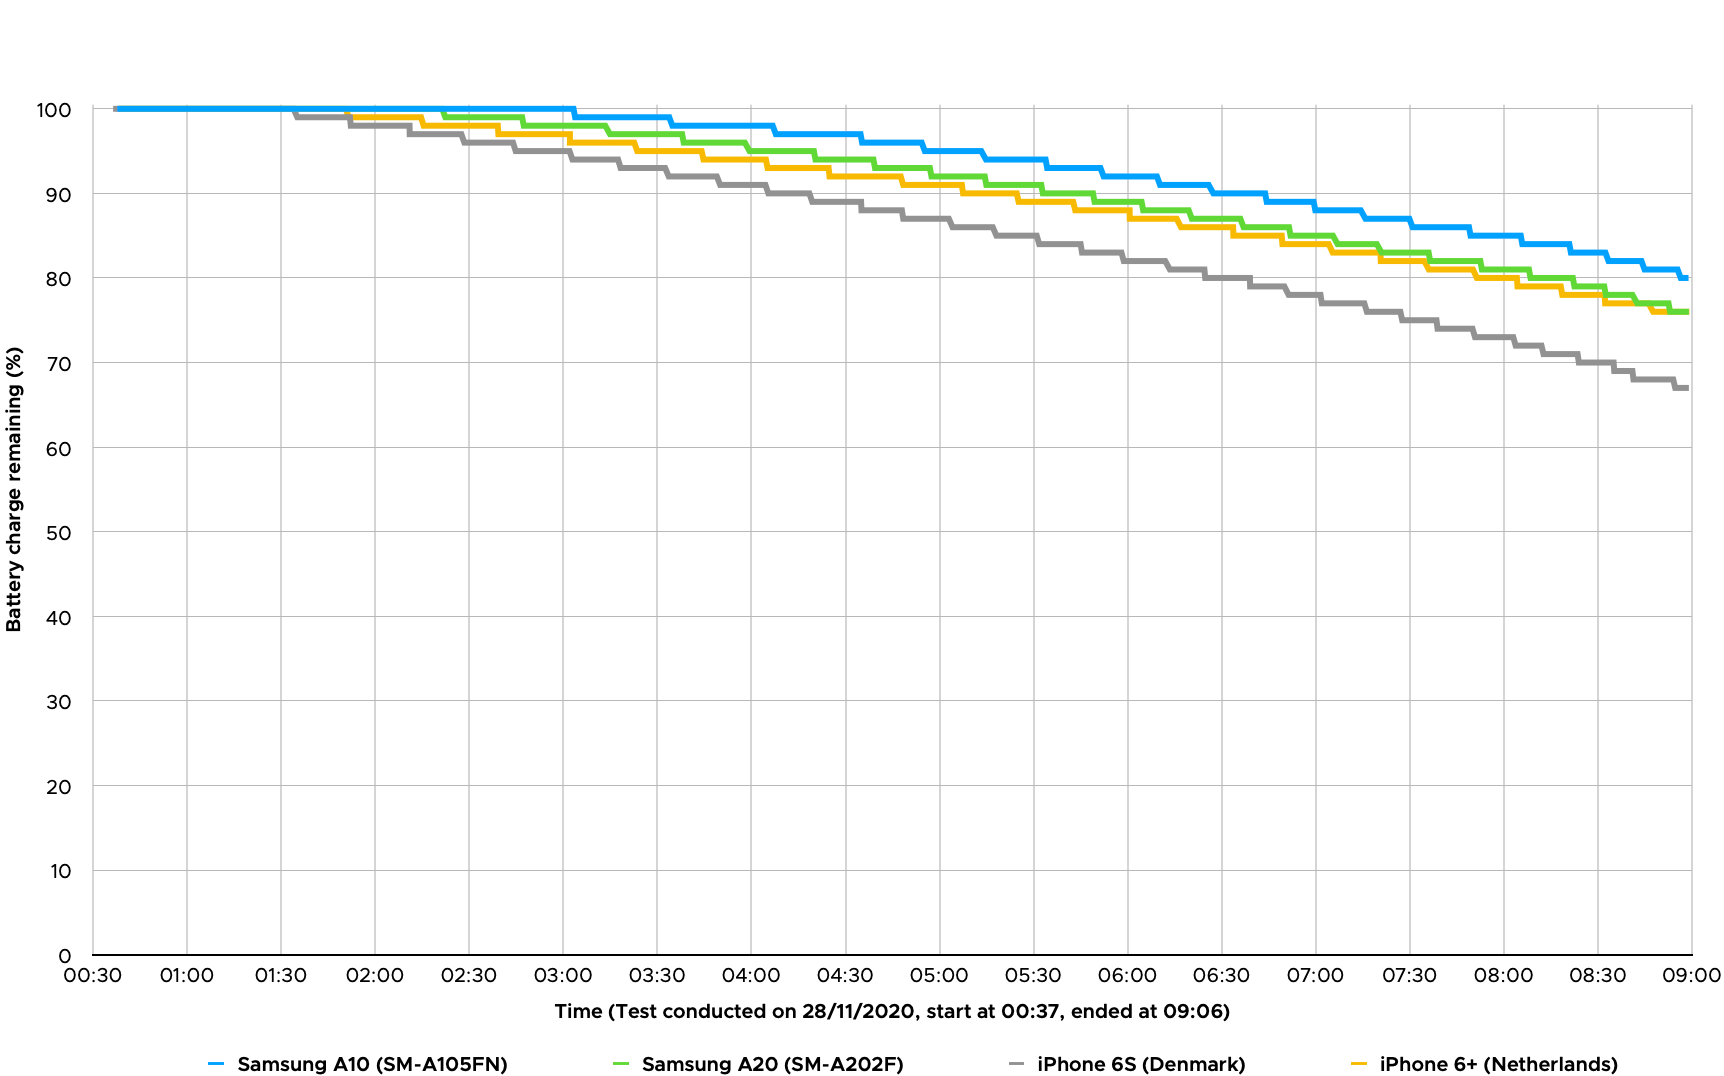 100
90
80
70
60
50
40
30
20
10
0
Battery charge remaining (%)
00:30 01:00 01:30 02:00 02:30 03:00 03:30 04:00 04:30 05:00 05:30 06:00 06:30 07:00 07:30 08:00 08:30 09:00
Time (Test conducted on 28/11/2020, start at 00:37, ended at 09:06)
Samsung A10 (SM-A105FN) Samsung A20 (SM-A202F) iPhone 6S (Denmark) iPhone 6+ (Netherlands)